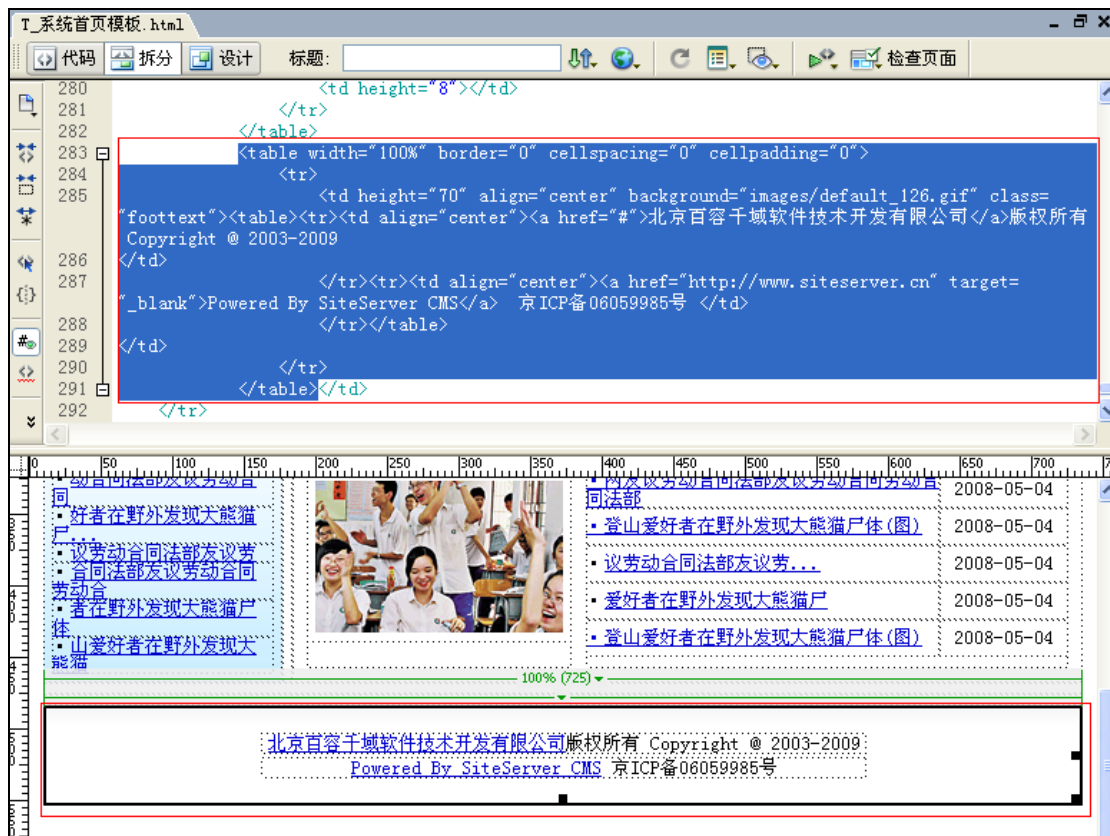 T_系统首页模板.html
代码 拆分 设计 标题: 检查页面
280 <td height="8"></td>
281 </tr>
282 </table>
283 <table width="100%" border="0" cellspacing="0" cellpadding="0">
284 <tr>
285 <td height="70" align="center" background="images/default_126.gif" class=
"foottext"><table><tr><td align="center"><a href="#">北京百容千域软件技术开发有限公司</a>版权所有
Copyright @ 2003-2009
286 </td>
287 </tr><tr><td align="center"><a href="http://www.siteserver.cn" target=
"_blank">Powered By SiteServer CMS</a> 京ICP备06059985号 </td>
288 </tr></table>
289 </td>
290 </tr>
291 </table></td>
292 </tr>
0 50 100 150 200 250 300 350 400 450 500 550 600 650 700
动合同法部友议劳动合
同
· 好者在野外发现大熊猫
尸...
· 议劳动合同法部友议劳
· 合同法部友议劳动合同
劳动合
· 者在野外发现大熊猫尸
体
· 山爱好者在野外发现大
熊猫
同法部 2008-05-04
· 登山爱好者在野外发现大熊猫尸体(图) 2008-05-04
· 议劳动合同法部友议劳... 2008-05-04
· 爱好者在野外发现大熊猫尸 2008-05-04
· 登山爱好者在野外发现大熊猫尸体(图) 2008-05-04
100% (725)
北京百容千域软件技术开发有限公司版权所有 Copyright @ 2003-2009
Powered By SiteServer CMS 京ICP备06059985号